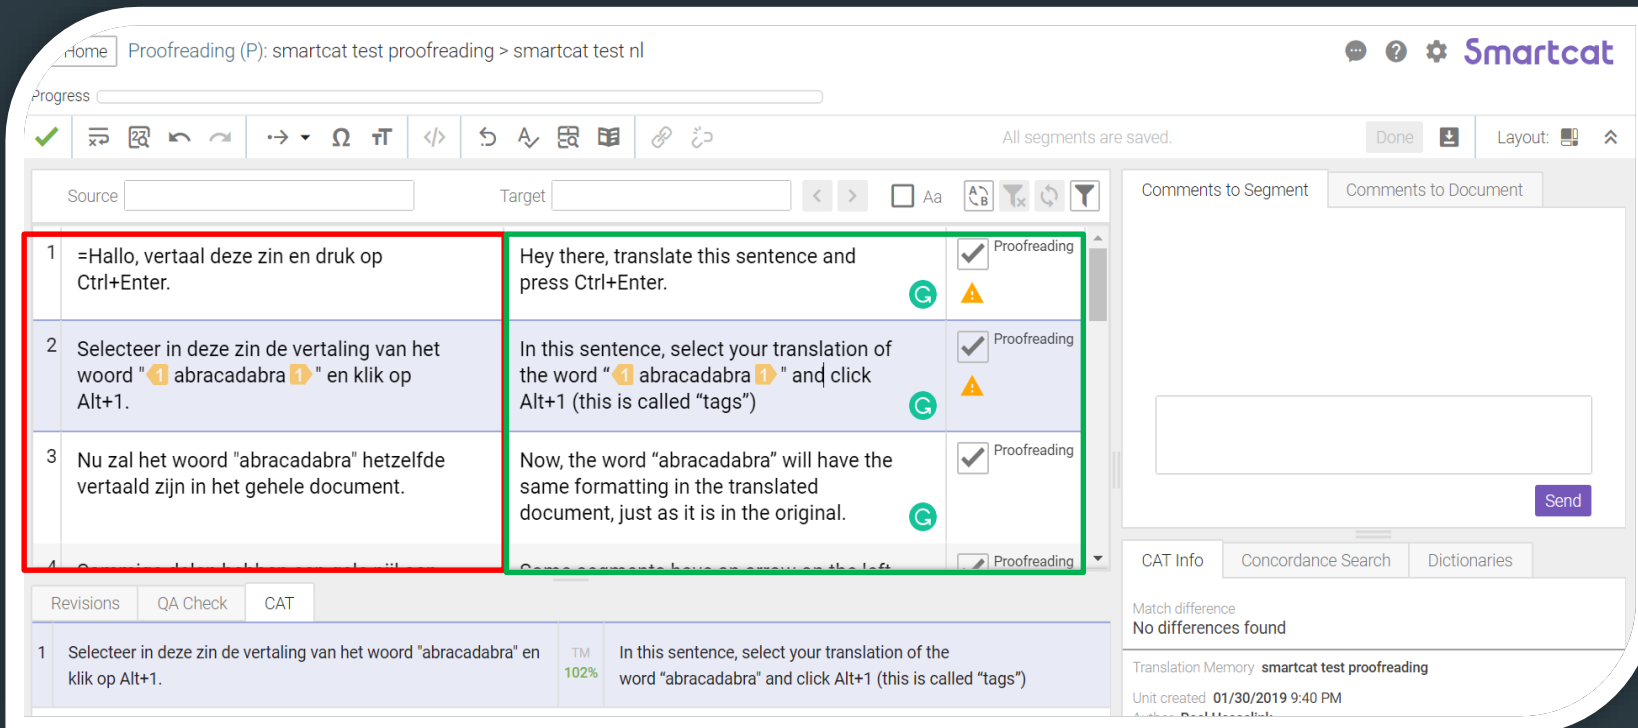 Home Proofreading (P): smartcat test proofreading > smartcat test nl
Smartcat
Progress
All segments are saved.
Done
Layout:
Source
Target
Aa
Comments to Segment
Comments to Document
1
=Hallo, vertaal deze zin en druk op
Ctrl+Enter.
Hey there, translate this sentence and
press Ctrl+Enter.
Proofreading
2
Selecteer in deze zin de vertaling van het
woord "1 abracadabra 1" en klik op
Alt+1.
In this sentence, select your translation of
the word “1 abracadabra 1" and click
Alt+1 (this is called “tags”)
Proofreading
3
Nu zal het woord "abracadabra" hetzelfde
vertaald zijn in het gehele document.
Now, the word “abracadabra” will have the
same formatting in the translated
document, just as it is in the original.
Proofreading
4
Some segments have an arrow on the left
Proofreading
Send
Revisions
QA Check
CAT
1
Selecteer in deze zin de vertaling van het woord "abracadabra" en
klik op Alt+1.
TM
102%
In this sentence, select your translation of the
word “abracadabra" and click Alt+1 (this is called “tags”)
CAT Info
Concordance Search
Dictionaries
Match difference
No differences found
Translation Memory smartcat test proofreading
Unit created 01/30/2019 9:40 PM